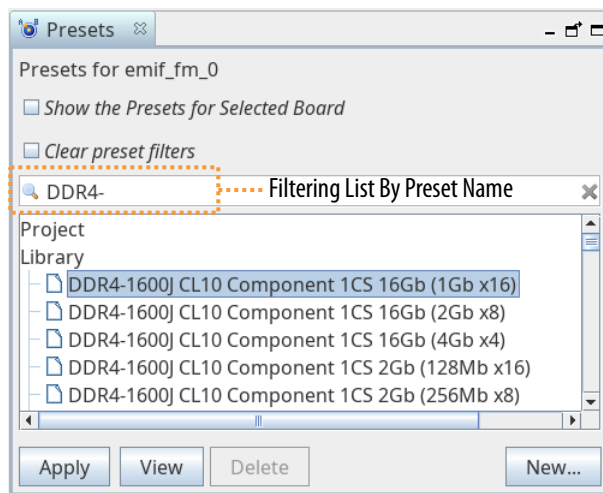 Presets
Presets for emif_fm_0
Show the Presets for Selected Board
Clear preset filters
DDR4- Filtering List By Preset Name
Project
Library
DDR4-1600J CL10 Component 1CS 16Gb (1Gb x16)
DDR4-1600J CL10 Component 1CS 16Gb (2Gb x8)
DDR4-1600J CL10 Component 1CS 16Gb (4Gb x4)
DDR4-1600J CL10 Component 1CS 2Gb (128Mb x16)
DDR4-1600J CL10 Component 1CS 2Gb (256Mb x8)
Apply View Delete New...